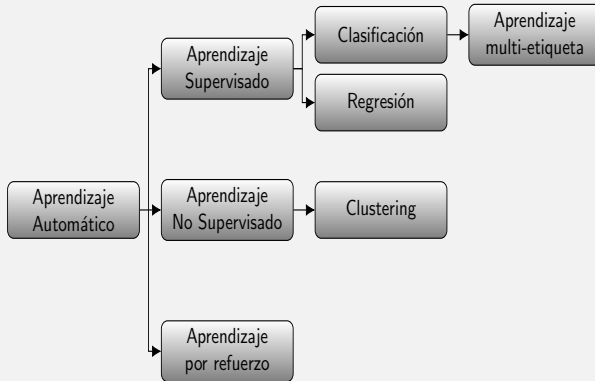 Aprendizaje
Automático
Aprendizaje
Supervisado
Clasificación
Aprendizaje
multi-etiqueta
Regresión
Aprendizaje
No Supervisado
Clustering
Aprendizaje
por refuerzo